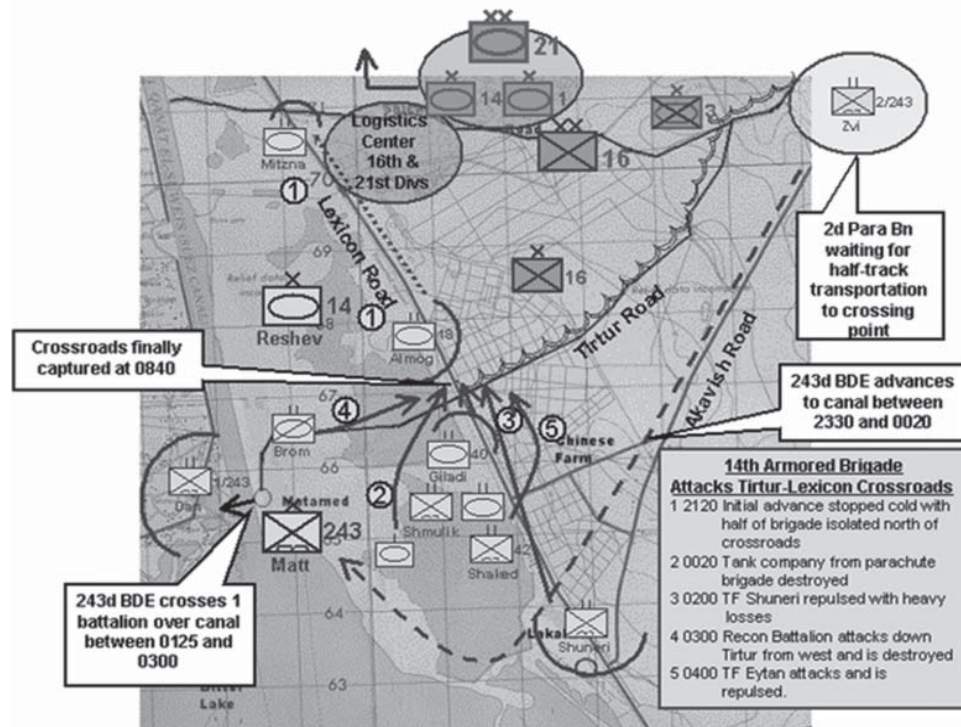 21
14
1
3
16
2/243
Zvi
Logistics
Center
16th &
21st Divs
Mitzna
1
70
Lexicon Road
69
16
14
Reshev
1
Almog
18
Tirtur Road
Akavish Road
2d Para Bn
waiting for
half-track
transportation
to crossing
point
Crossroads finally
captured at 0840
67
4
3
5
243d BDE advances
to canal between
2330 and 0020
Brom
66
Giladi
40
Chinese
Farm
1/243
Dan
2
Shmulik
243
Matt
Shaked
42
64
Lakan
Shuneri
63
Lake
243d BDE crosses 1
battalion over canal
between 0125 and
0300
14th Armored Brigade
Attacks Tirtur-Lexicon Crossroads
1 2120 Initial advance stopped cold with
half of brigade isolated north of
crossroads
2 0020 Tank company from parachute
brigade destroyed
3 0200 TF Shuneri repulsed with heavy
losses
4 0300 Recon Battalion attacks down
Tirtur from west and is destroyed
5 0400 TF Eytan attacks and is
repulsed.